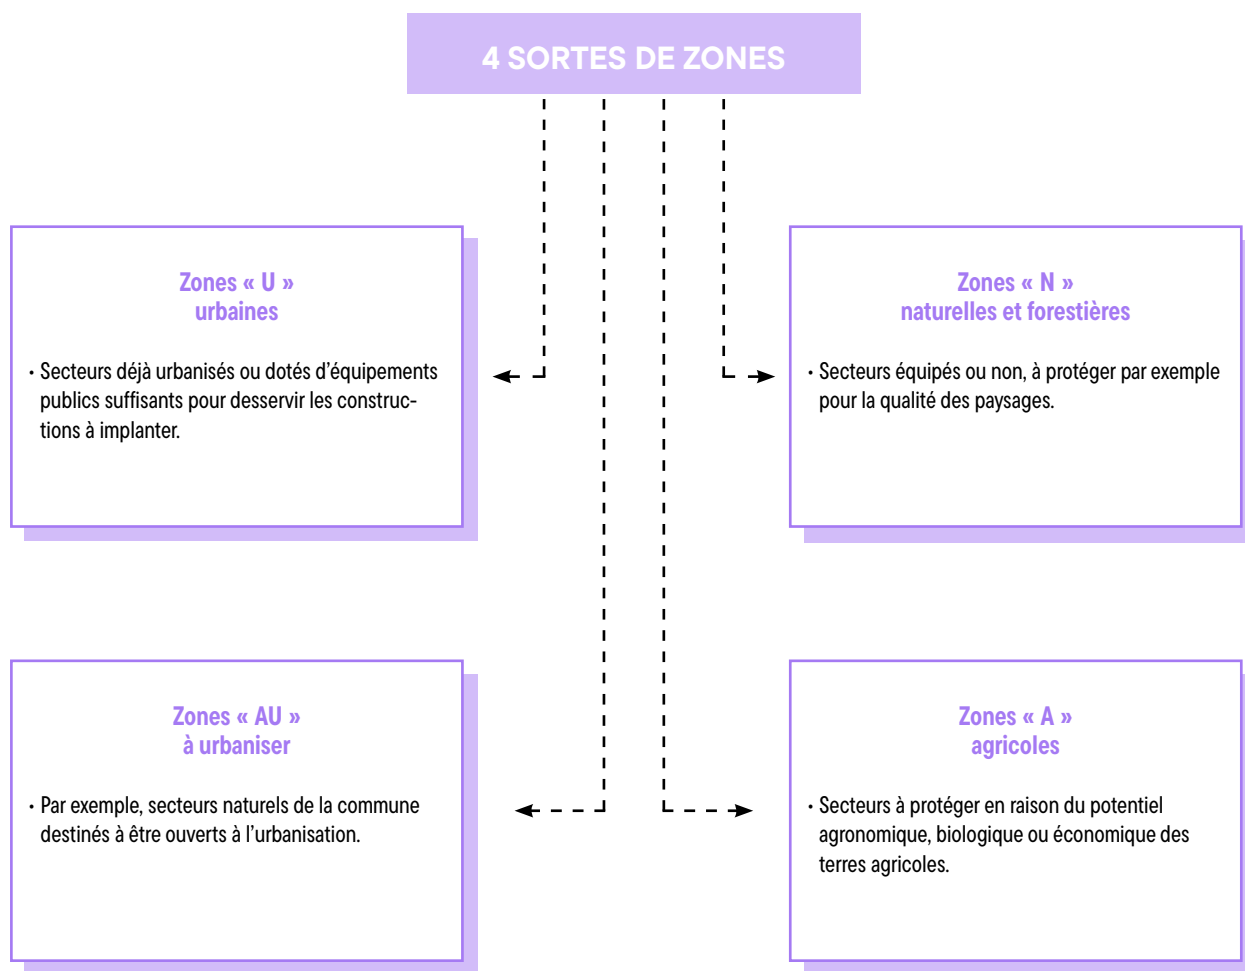 4 SORTES DE ZONES
Zones « U »
urbaines
• Secteurs déjà urbanisés ou dotés d’équipements
publics suffisants pour desservir les construc-
tions à implanter.
Zones « N »
naturelles et forestières
• Secteurs équipés ou non, à protéger par exemple
pour la qualité des paysages.
Zones « AU »
à urbaniser
• Par exemple, secteurs naturels de la commune
destinés à être ouverts à l’urbanisation.
Zones « A »
agricoles
• Secteurs à protéger en raison du potentiel
agronomique, biologique ou économique des
terres agricoles.